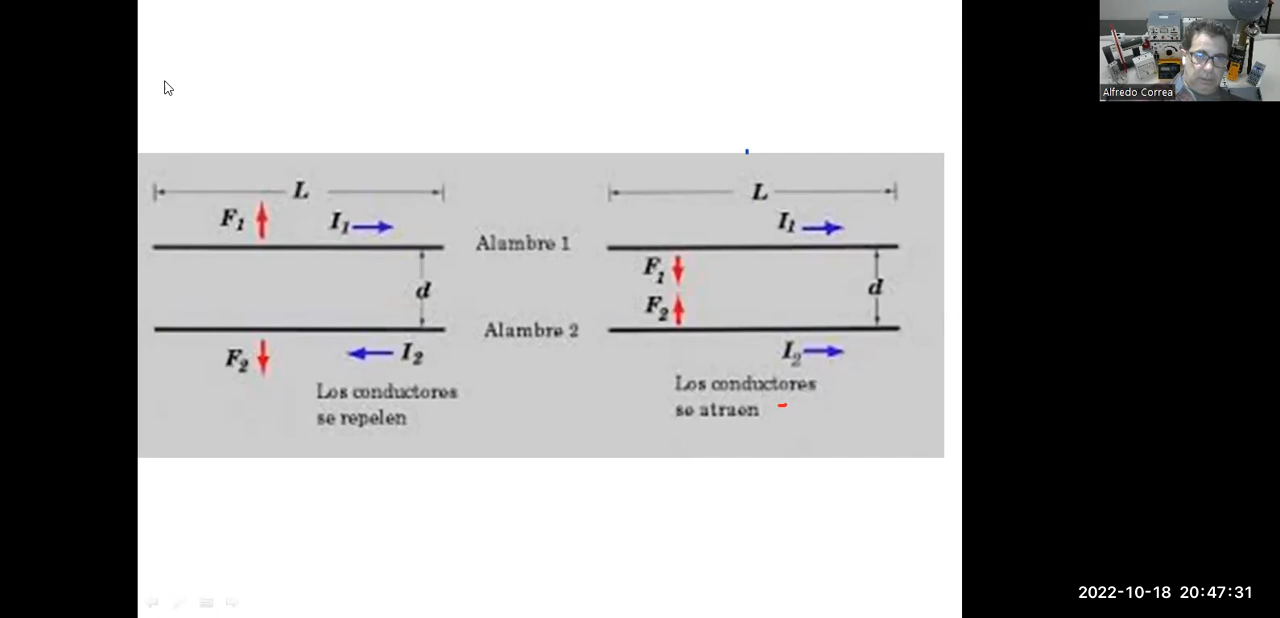 Alfredo Correa
L
F1
I1
Alambre 1
d
Alambre 2
F2
I2
Los conductores
se repelen
L
I1
F1
d
F2
I2
Los conductores
se atraen
2022-10-18 20:47:31